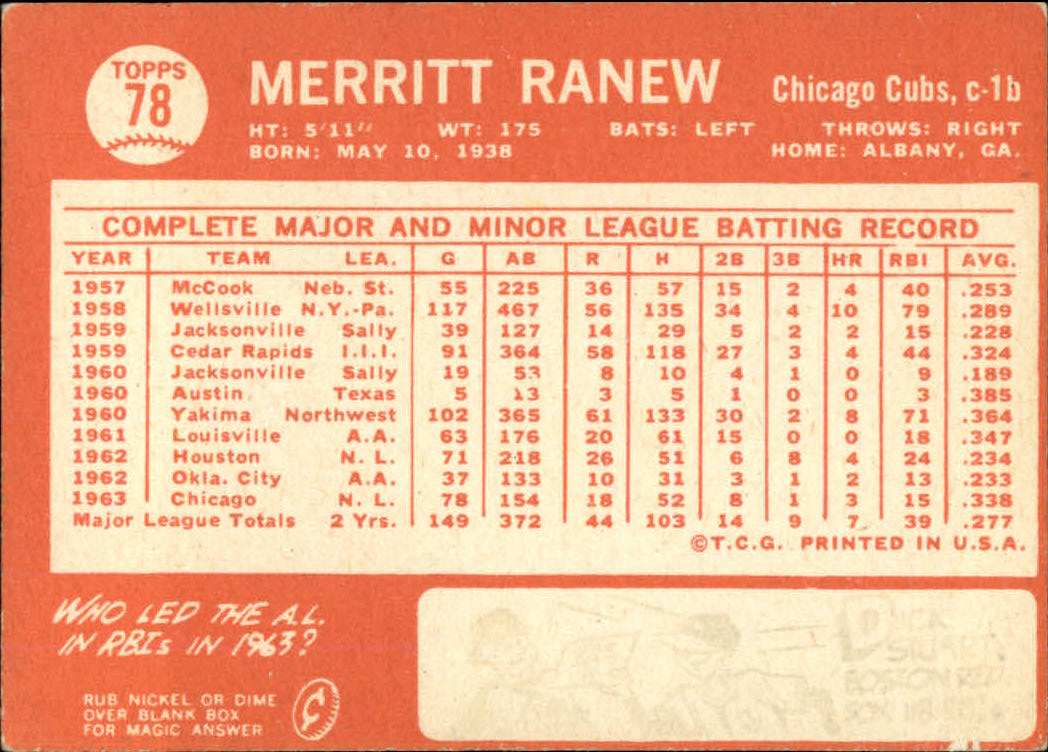 TOPPS
78
MERRITT RANEW Chicago Cubs, c-1b
HT: 5'11" WT: 175 BATS: LEFT THROWS: RIGHT
BORN: MAY 10, 1938 HOME: ALBANY, GA.
COMPLETE MAJOR AND MINOR LEAGUE BATTING RECORD
YEAR TEAM LEA. G AB R H 2B 3B HR RBI AVG.
1957 McCook Neb. St. 55 225 36 57 15 2 4 40 .253
1958 Wellsville N.Y.-Pa. 117 467 56 135 34 4 10 79 .289
1959 Jacksonville Sally 39 127 14 29 5 2 2 15 .228
1959 Cedar Rapids I.I.I. 91 364 58 118 27 3 4 44 .324
1960 Jacksonville Sally 19 53 8 10 4 1 0 9 .189
1960 Austin Texas 5 13 3 5 1 0 0 3 .385
1960 Yakima Northwest 102 365 61 133 30 2 8 71 .364
1961 Louisville A.A. 63 176 20 61 15 0 0 18 .347
1962 Houston N. L. 71 218 26 51 6 8 4 24 .234
1962 Okla. City A.A. 37 133 10 31 3 1 2 13 .233
1963 Chicago N. L. 78 154 18 52 8 1 3 15 .338
Major League Totals 2 Yrs. 149 372 44 103 14 9 7 39 .277
©T.C.G. PRINTED IN U.S.A.
WHO LED THE A.L.
IN RBIs IN 1963?
RUB NICKEL OR DIME
OVER BLANK BOX
FOR MAGIC ANSWER
¢
DICK
BOSTON
SOX